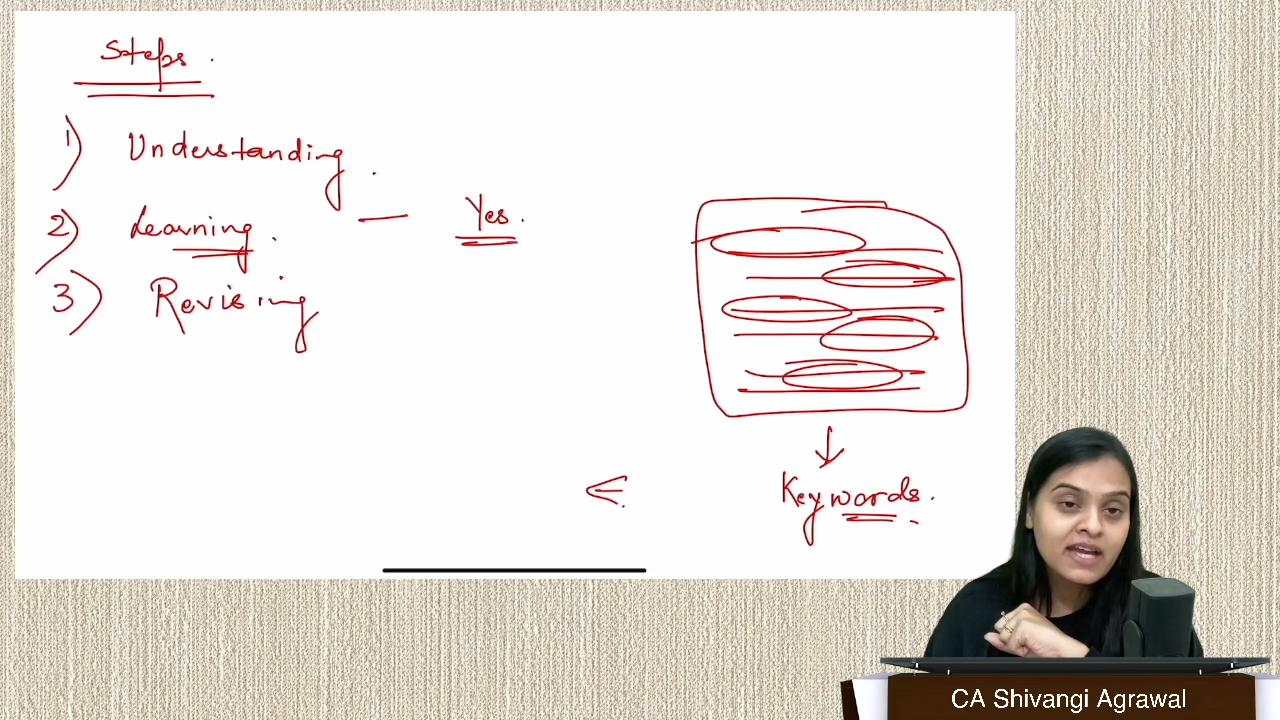 Steps.
1) Understanding.
2) Learning. — Yes.
3) Revising
Keywords.
CA Shivangi Agrawal